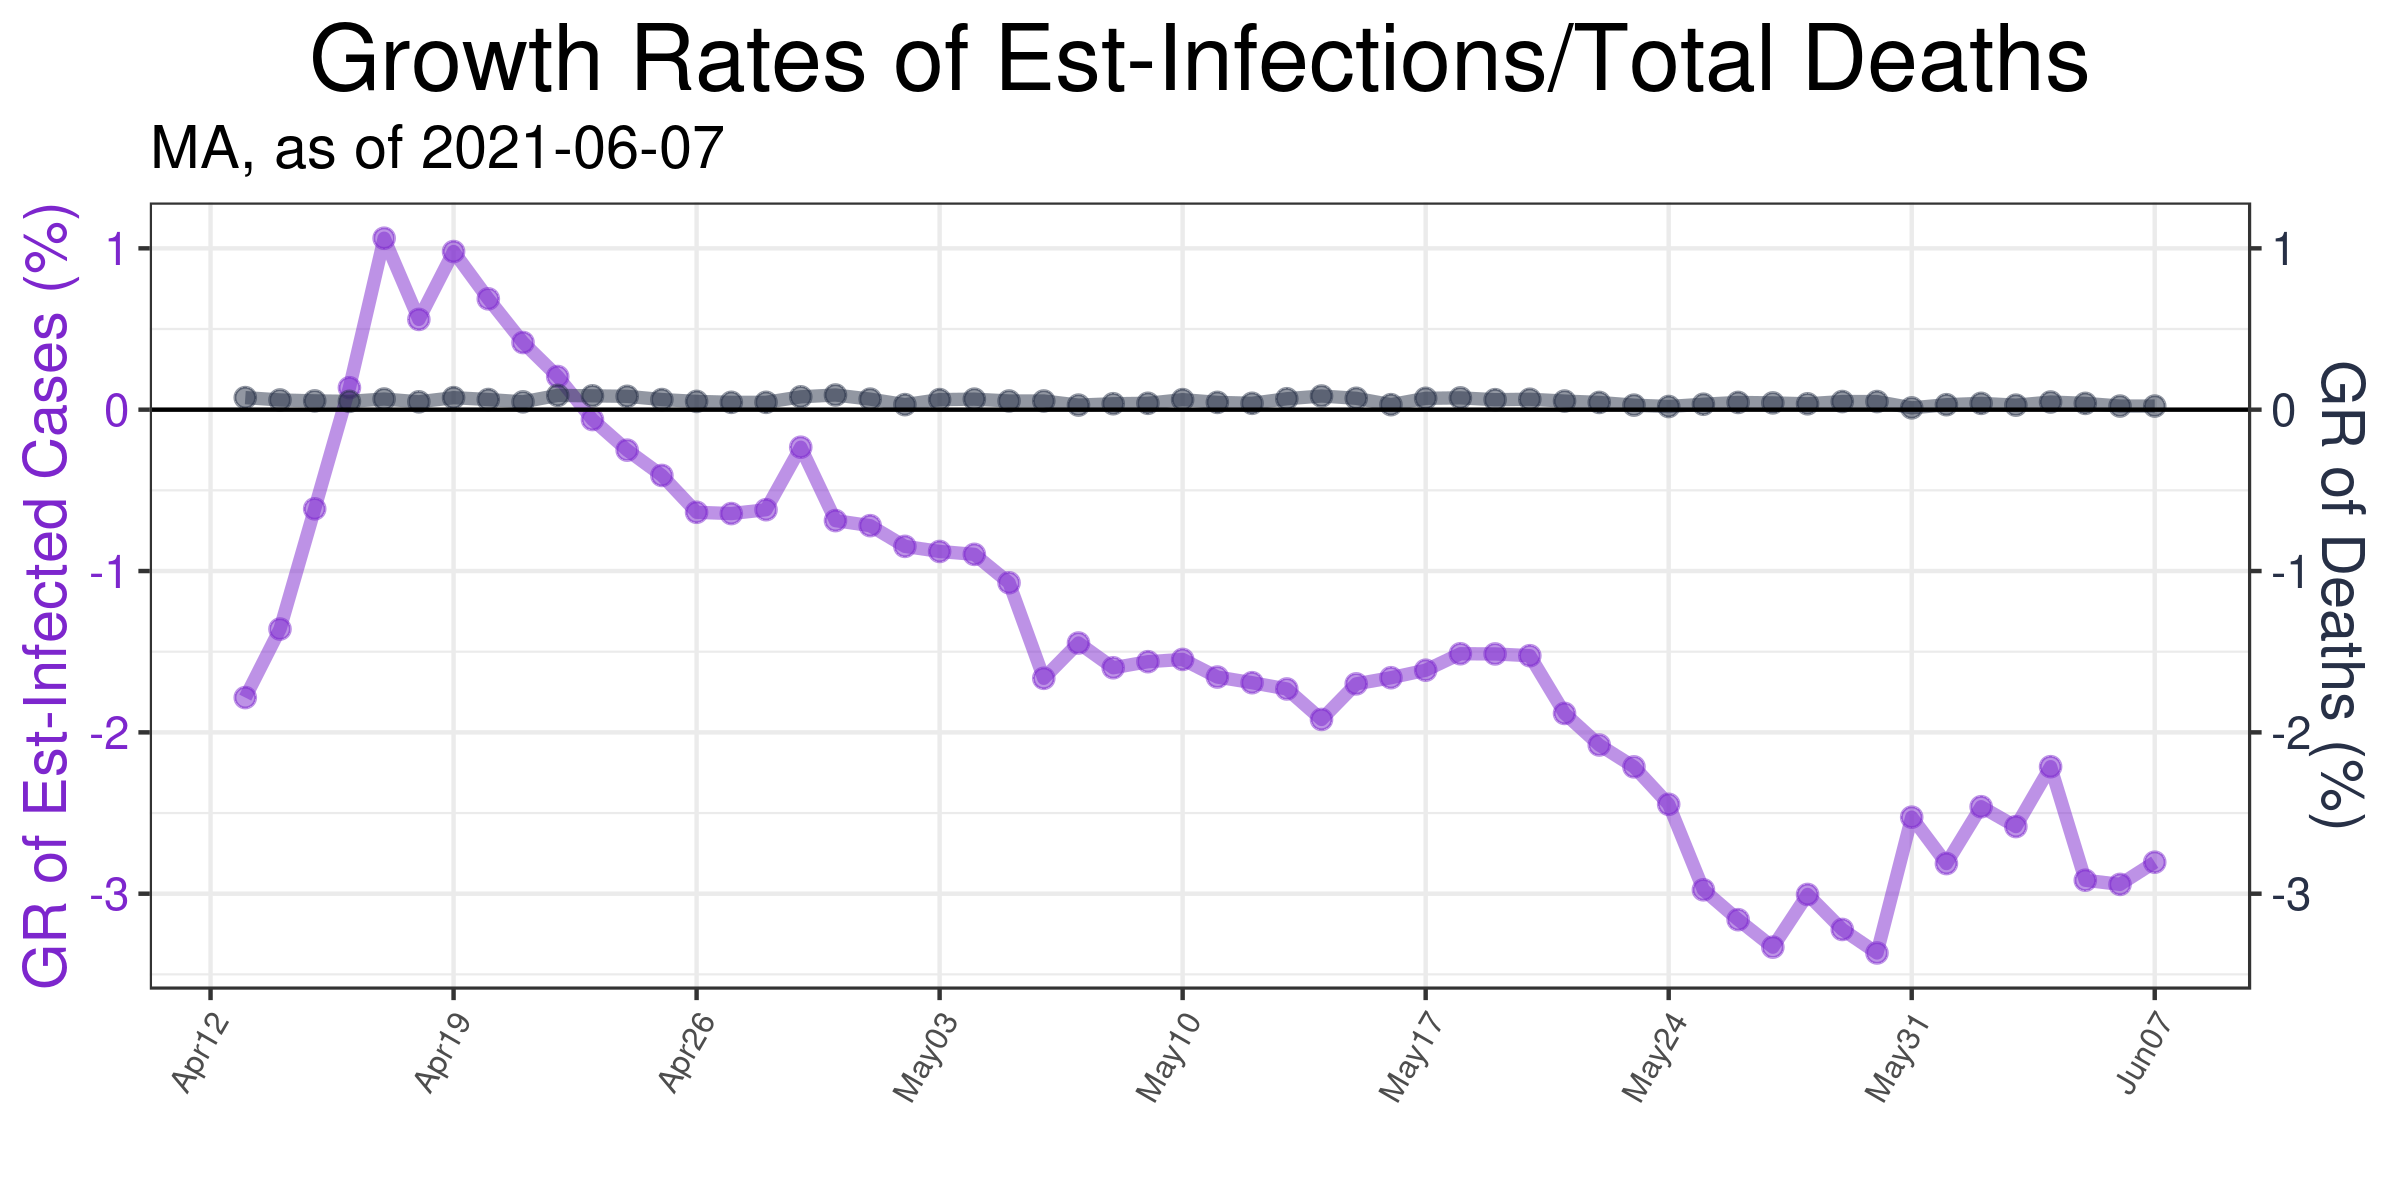 Growth Rates of Est-Infections/Total Deaths
MA, as of 2021-06-07
GR of Est-Infected Cases (%)
1
0
-1
-2
-3
1
0
-1
-2
-3
GR of Deaths (%)
Apr12
Apr19
Apr26
May03
May10
May17
May24
May31
Jun07